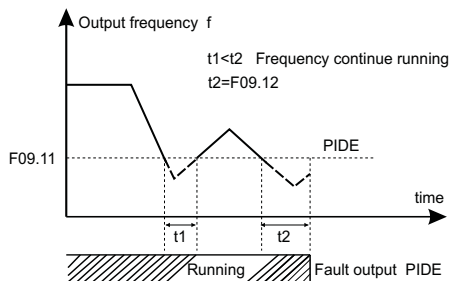 Output frequency f
t1<t2 Frequency continue running
t2=F09.12
PIDE
F09.11
time
t1
t2
Running
Fault output PIDE